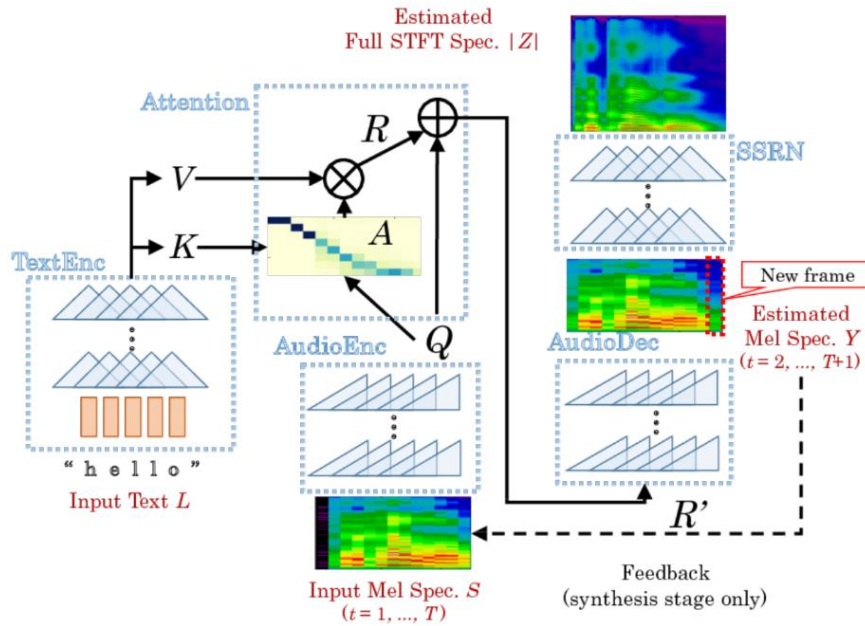 Estimated
Full STFT Spec. |Z|
Attention
R
SSRN
V
A
K
TextEnc
New frame
Estimated
Mel Spec. Y
(t = 2, ..., T+1)
Q
AudioEnc
AudioDec
“hello”
Input Text L
R’
Input Mel Spec. S
(t = 1, ..., T)
Feedback
(synthesis stage only)